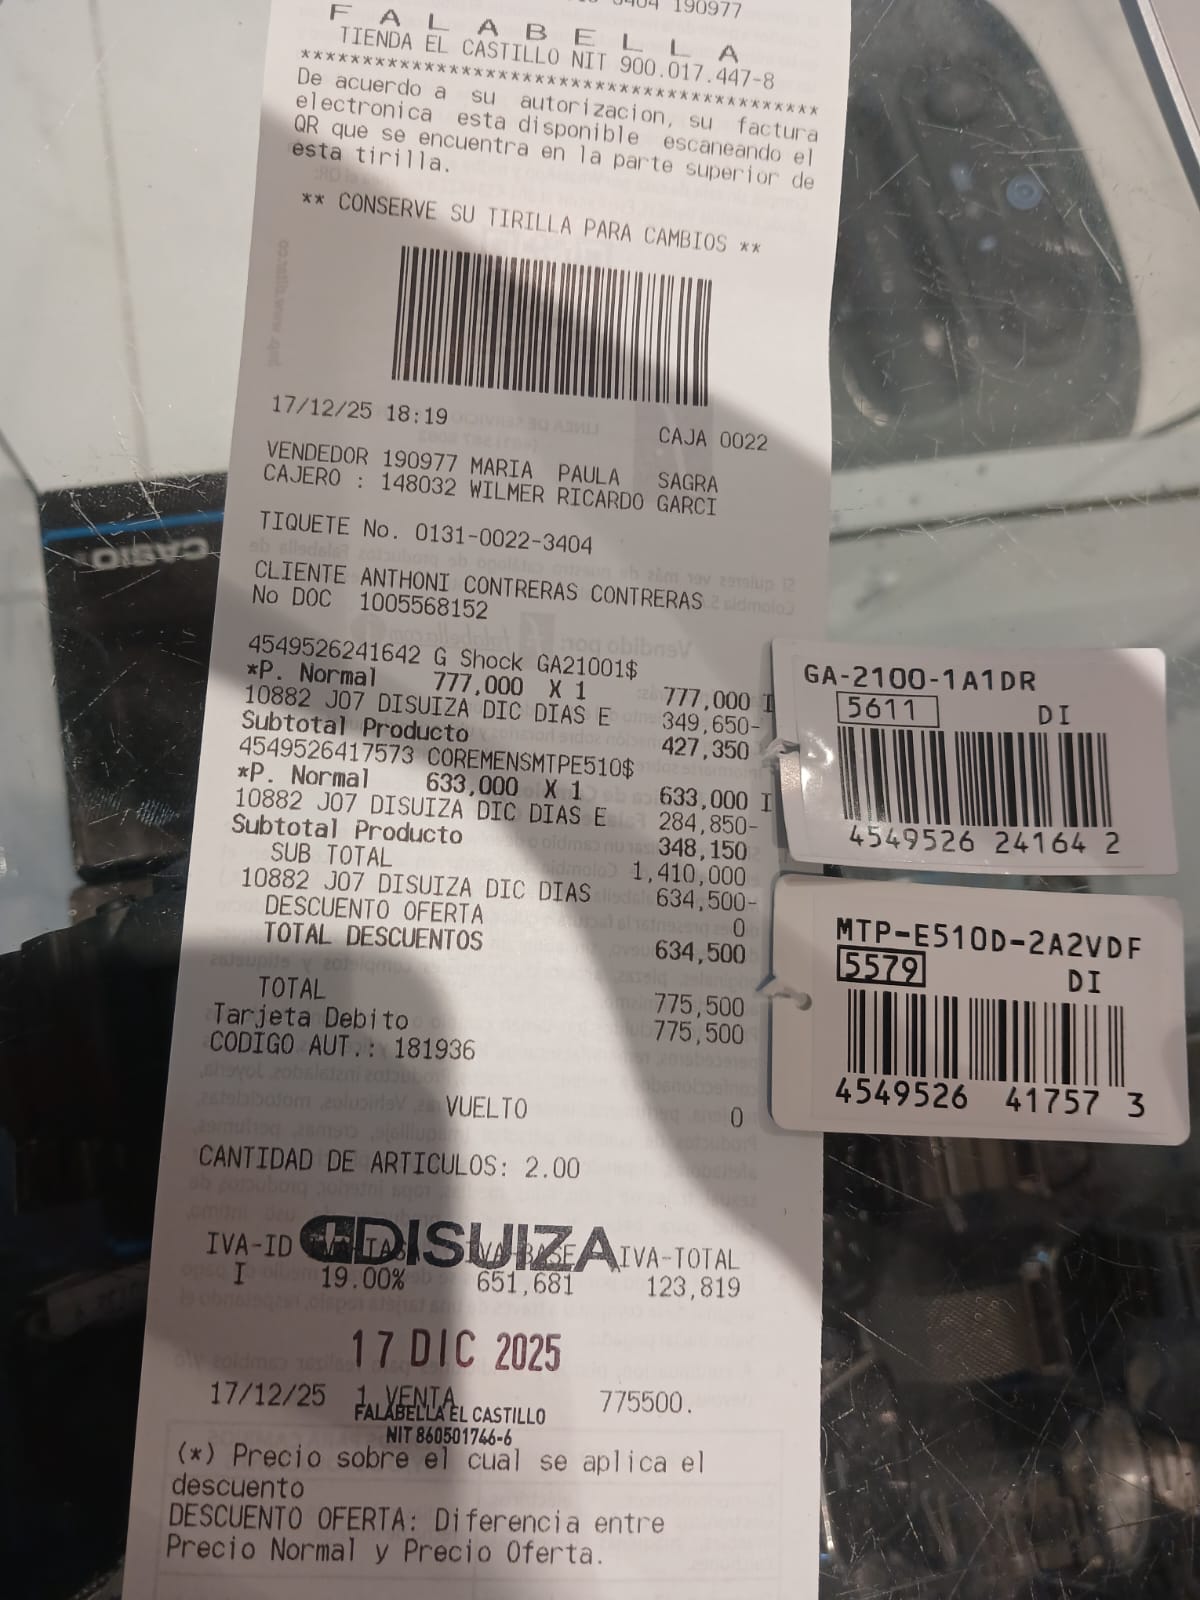 3404 190977
F A L A B E L L A
TIENDA EL CASTILLO NIT 900.017.447-8
****************************************
De acuerdo a su autorizacion, su factura
electronica esta disponible escaneando el
QR que se encuentra en la parte superior de
esta tirilla.
** CONSERVE SU TIRILLA PARA CAMBIOS **
17/12/25 18:19 CAJA 0022
VENDEDOR 190977 MARIA PAULA SAGRA
CAJERO : 148032 WILMER RICARDO GARCI
TIQUETE No. 0131-0022-3404
CLIENTE ANTHONI CONTRERAS CONTRERAS
No DOC 1005568152
4549526241642 G Shock GA21001$
*P. Normal 777,000 X 1 777,000 I
10882 J07 DISUIZA DIC DIAS E 349,650-
Subtotal Producto 427,350
4549526417573 COREMENSMTPE510$
*P. Normal 633,000 X 1 633,000 I
10882 J07 DISUIZA DIC DIAS E 284,850-
Subtotal Producto 348,150
SUB TOTAL 1,410,000
10882 J07 DISUIZA DIC DIAS 634,500-
DESCUENTO OFERTA 0
TOTAL DESCUENTOS 634,500
TOTAL 775,500
Tarjeta Debito 775,500
CODIGO AUT.: 181936
VUELTO 0
CANTIDAD DE ARTICULOS: 2.00
DISUIZA
IVA-ID IVA-TASA IVA-BASE IVA-TOTAL
I 19.00% 651,681 123,819
17 DIC 2025
17/12/25 1 VENTA 775500.
FALABELLA EL CASTILLO
NIT 860501746-6
(*) Precio sobre el cual se aplica el
descuento
DESCUENTO OFERTA: Diferencia entre
Precio Normal y Precio Oferta.
GA-2100-1A1DR
5611 DI
4549526 24164 2
MTP-E510D-2A2VDF
5579 DI
4549526 41757 3
CASIO